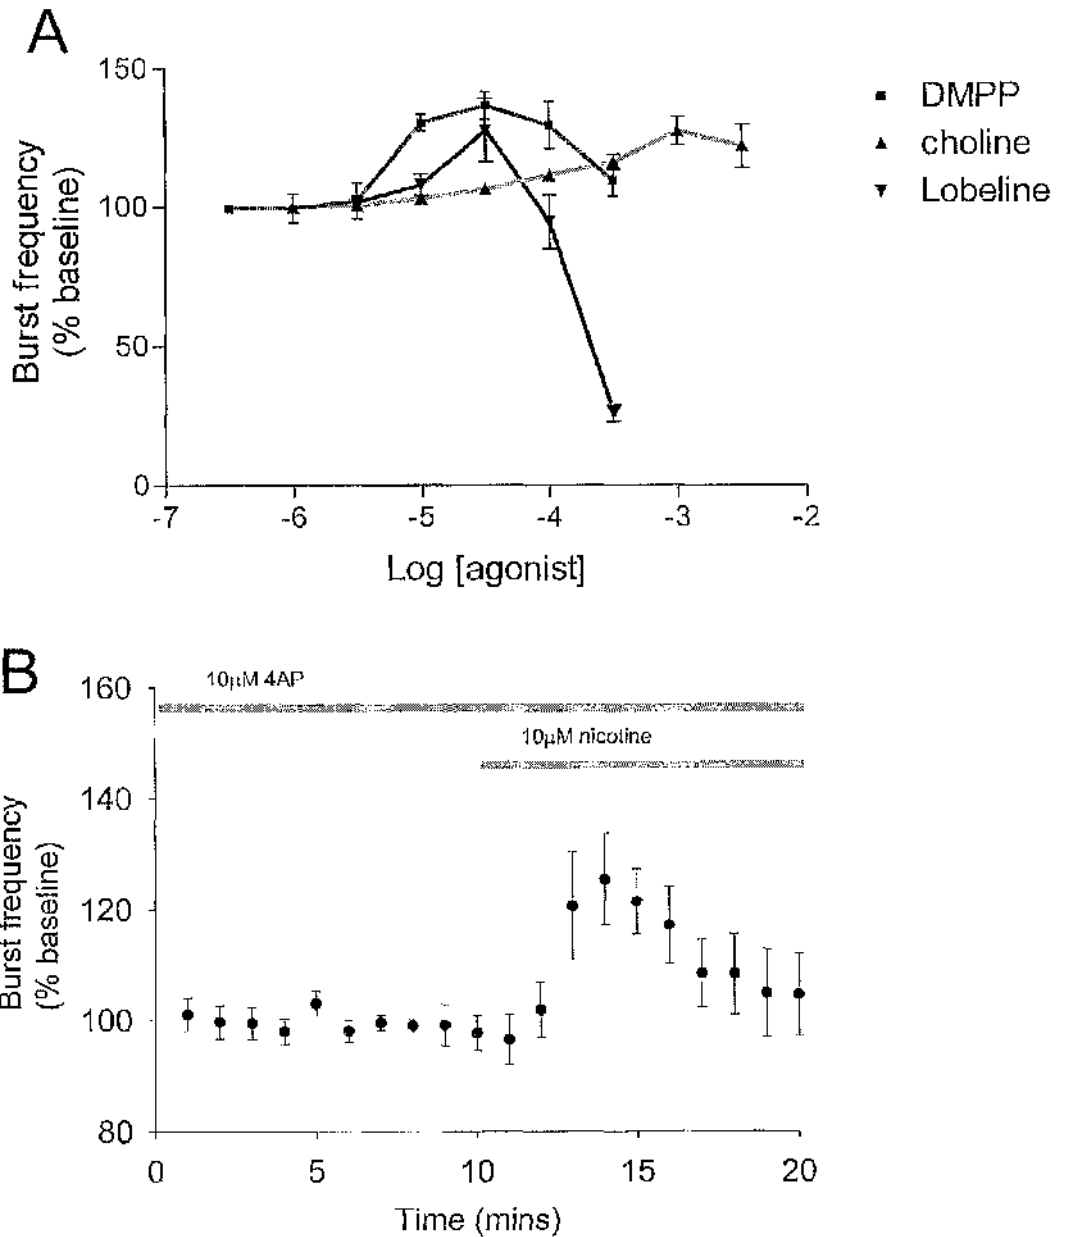 A
150
100
50
0
-7 -6 -5 -4 -3 -2
Burst frequency
(% baseline)
Log [agonist]
DMPP
choline
Lobeline
B
160
140
120
100
80
0 5 10 15 20
Burst frequency
(% baseline)
10µM 4AP
10µM nicotine
Time (mins)